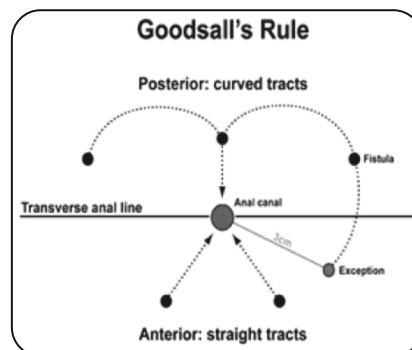 Goodsall's Rule
Posterior: curved tracts
Fistula
Anal canal
Transverse anal line
3cm
Exception
Anterior: straight tracts